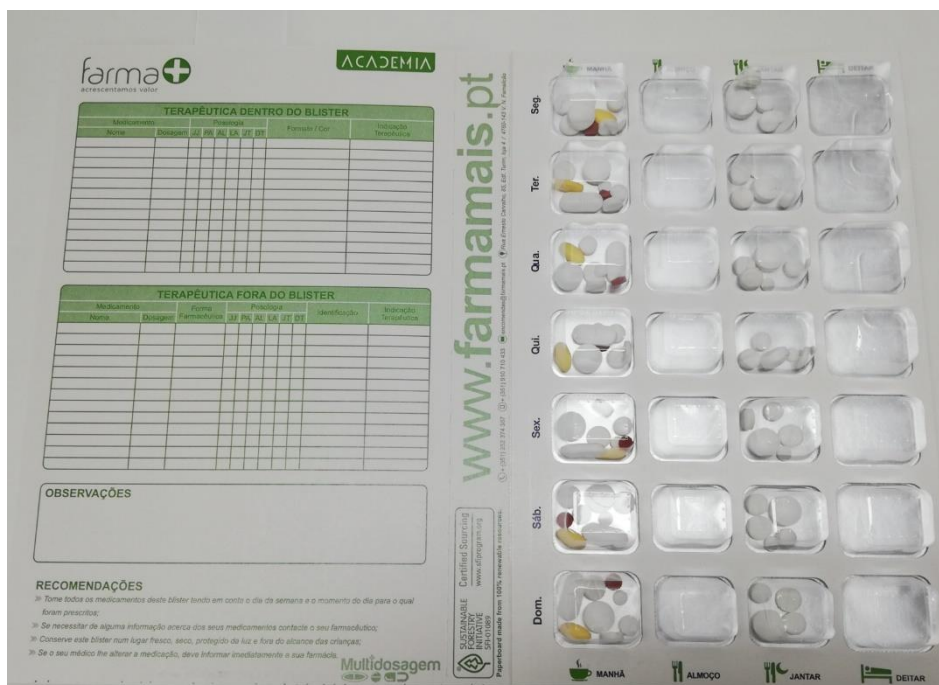 farma+
acrescentamos valor
ACADEMIA
TERAPÊUTICA DENTRO DO BLISTER
Medicamento
Posologia
Formato / Cor
Indicação
Terapêutica
Nome
Dosagem
JJ
PA
AL
LA
JT
DT
TERAPÊUTICA FORA DO BLISTER
Medicamento
Forma
Farmacêutica
Posologia
Identificação
Indicação
Terapêutica
Nome
Dosagem
JJ
PA
AL
LA
JT
DT
OBSERVAÇÕES
RECOMENDAÇÕES
» Tome todos os medicamentos deste blister tendo em conta o dia da semana e o momento do dia para o qual
foram prescritos;
» Se necessitar de alguma informação acerca dos seus medicamentos contacte o seu farmacêutico;
» Conserve este blister num lugar fresco, seco, protegido da luz e fora do alcance das crianças;
» Se o seu médico lhe alterar a medicação, deve informar imediatamente a sua farmácia.
Multidosagem
www.farmamais.pt
SUSTAINABLE
FORESTRY
INITIATIVE
SFI-01069
Certified Sourcing
www.sfiprogram.org
Paperboard made from 100% renewable resources.
MANHÃ
DEITAR
Seg.
Ter.
Qua.
Qui.
Sex.
Sáb.
Dom.
MANHÃ
ALMOÇO
JANTAR
DEITAR